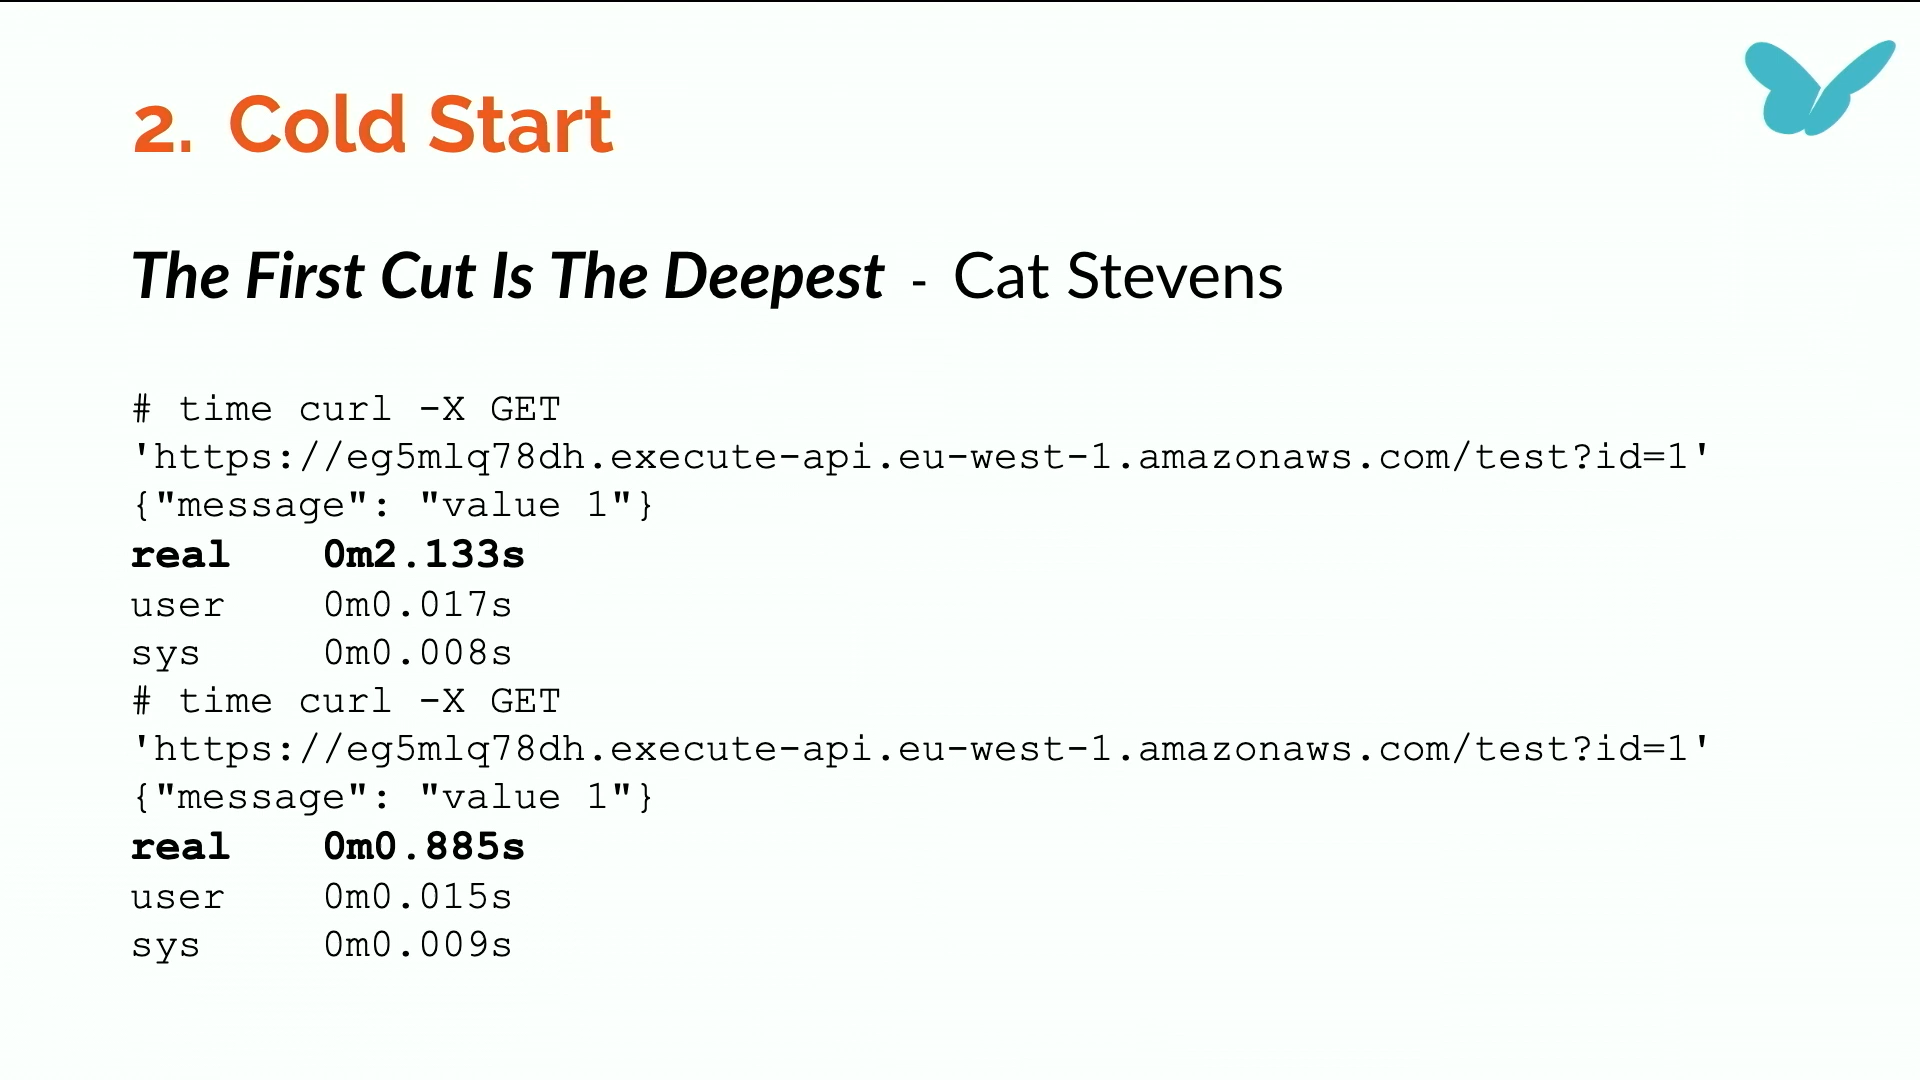 2. Cold Start
The First Cut Is The Deepest - Cat Stevens
# time curl -X GET
'https://eg5mlq78dh.execute-api.eu-west-1.amazonaws.com/test?id=1'
{"message": "value 1"}
real    0m2.133s
user    0m0.017s
sys     0m0.008s
# time curl -X GET
'https://eg5mlq78dh.execute-api.eu-west-1.amazonaws.com/test?id=1'
{"message": "value 1"}
real    0m0.885s
user    0m0.015s
sys     0m0.009s